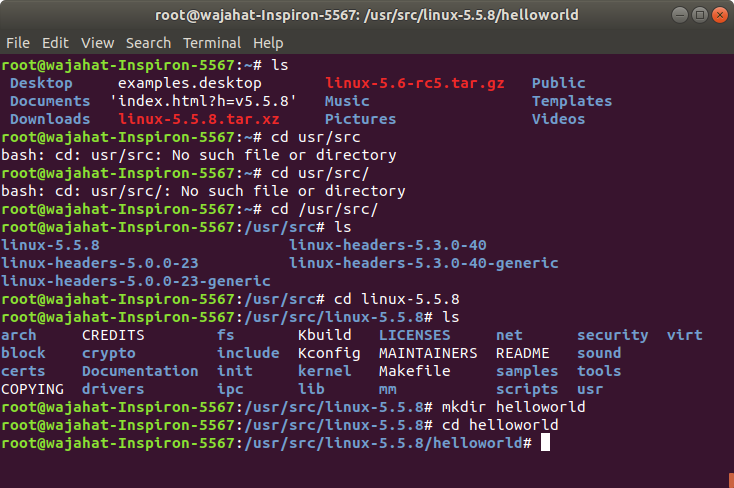 root@wajahat-Inspiron-5567: /usr/src/linux-5.5.8/helloworld
File Edit View Search Terminal Help
root@wajahat-Inspiron-5567:~# ls
Desktop examples.desktop linux-5.6-rc5.tar.gz Public
Documents 'index.html?h=v5.5.8' Music Templates
Downloads linux-5.5.8.tar.xz Pictures Videos
root@wajahat-Inspiron-5567:~# cd usr/src
bash: cd: usr/src: No such file or directory
root@wajahat-Inspiron-5567:~# cd usr/src/
bash: cd: usr/src/: No such file or directory
root@wajahat-Inspiron-5567:~# cd /usr/src/
root@wajahat-Inspiron-5567:/usr/src# ls
linux-5.5.8 linux-headers-5.3.0-40
linux-headers-5.0.0-23 linux-headers-5.3.0-40-generic
linux-headers-5.0.0-23-generic
root@wajahat-Inspiron-5567:/usr/src# cd linux-5.5.8
root@wajahat-Inspiron-5567:/usr/src/linux-5.5.8# ls
arch CREDITS fs Kbuild LICENSES net security virt
block crypto include Kconfig MAINTAINERS README sound
certs Documentation init kernel Makefile samples tools
COPYING drivers ipc lib mm scripts usr
root@wajahat-Inspiron-5567:/usr/src/linux-5.5.8# mkdir helloworld
root@wajahat-Inspiron-5567:/usr/src/linux-5.5.8# cd helloworld
root@wajahat-Inspiron-5567:/usr/src/linux-5.5.8/helloworld#